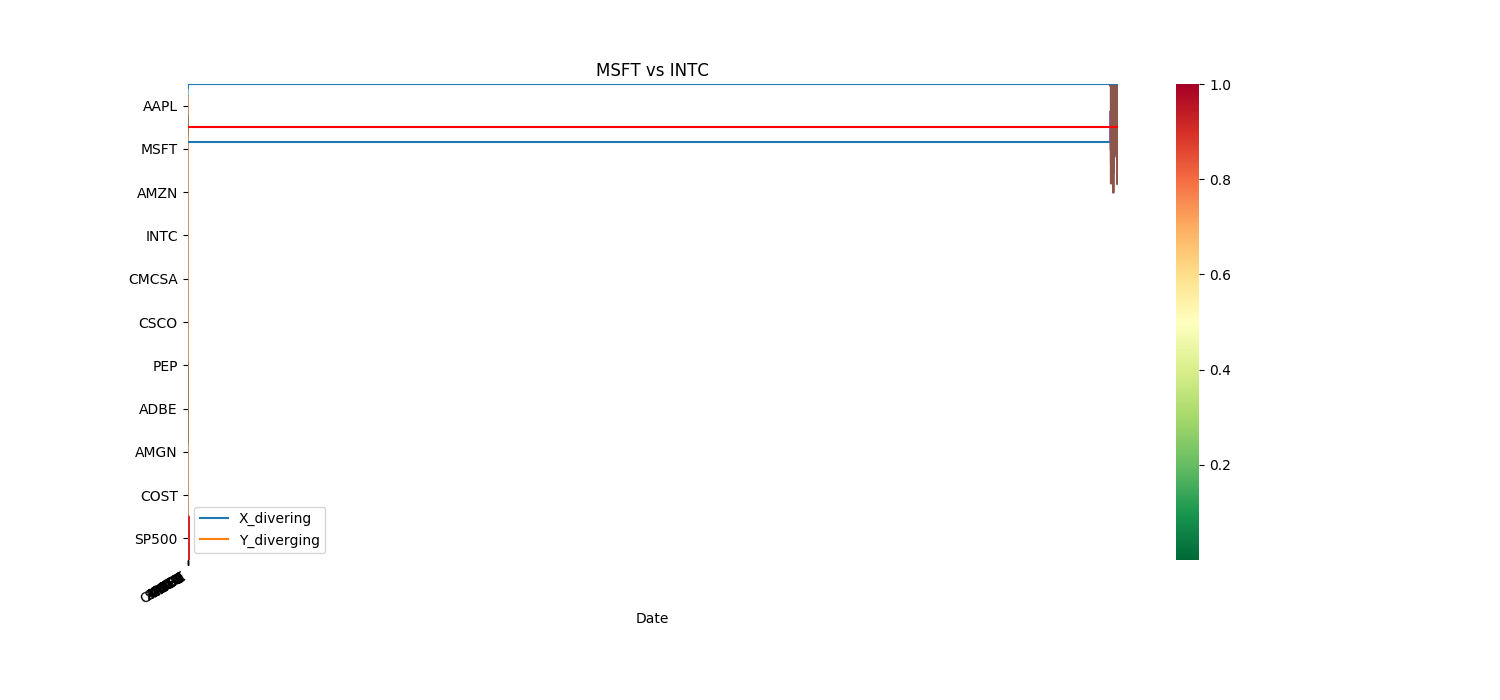 MSFT vs INTC
AAPL
MSFT
AMZN
INTC
CMCSA
CSCO
PEP
ADBE
AMGN
COST
SP500
X_divering
Y_diverging
Date
1.0
0.8
0.6
0.4
0.2